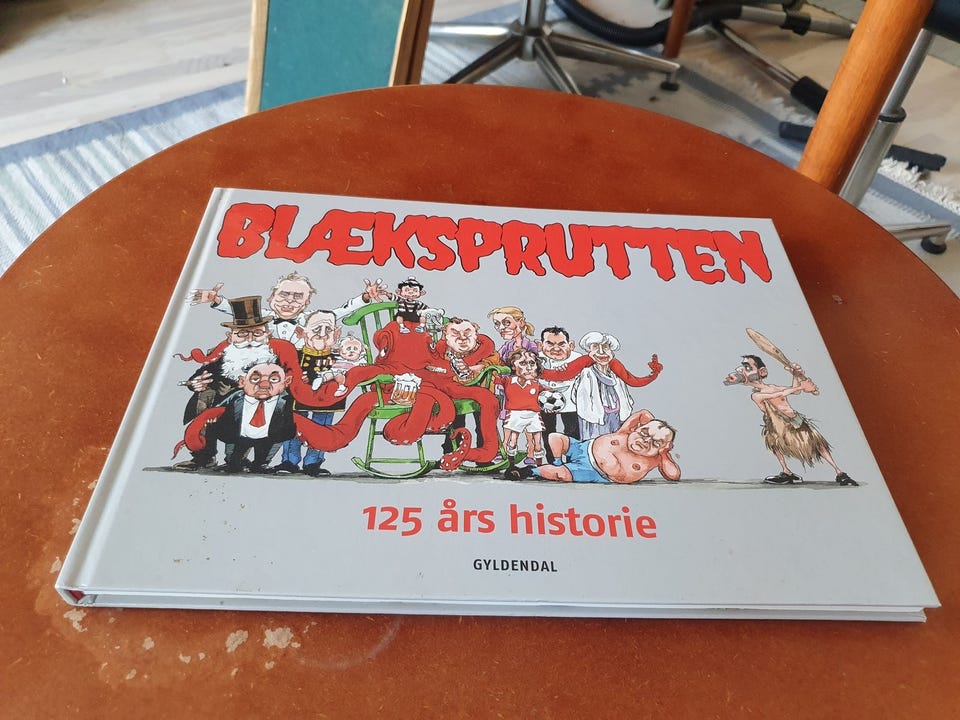 BLÆKSPRUTTEN
125 års historie
GYLDENDAL